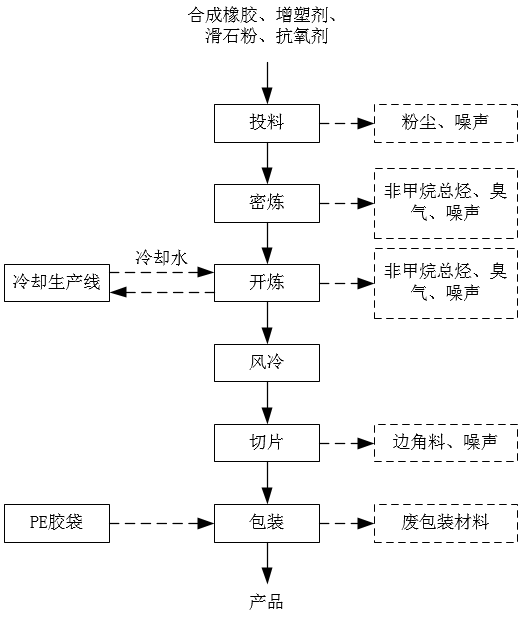 合成橡胶、增塑剂、
滑石粉、抗氧剂
投料
粉尘、噪声
密炼
非甲烷总烃、臭
气、噪声
冷却水
冷却生产线
开炼
非甲烷总烃、臭
气、噪声
风冷
切片
边角料、噪声
PE胶袋
包装
废包装材料
产品